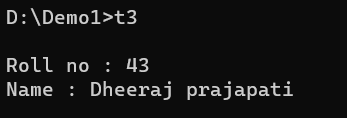 D:\Demo1>t3
Roll no : 43
Name : Dheeraj prajapati